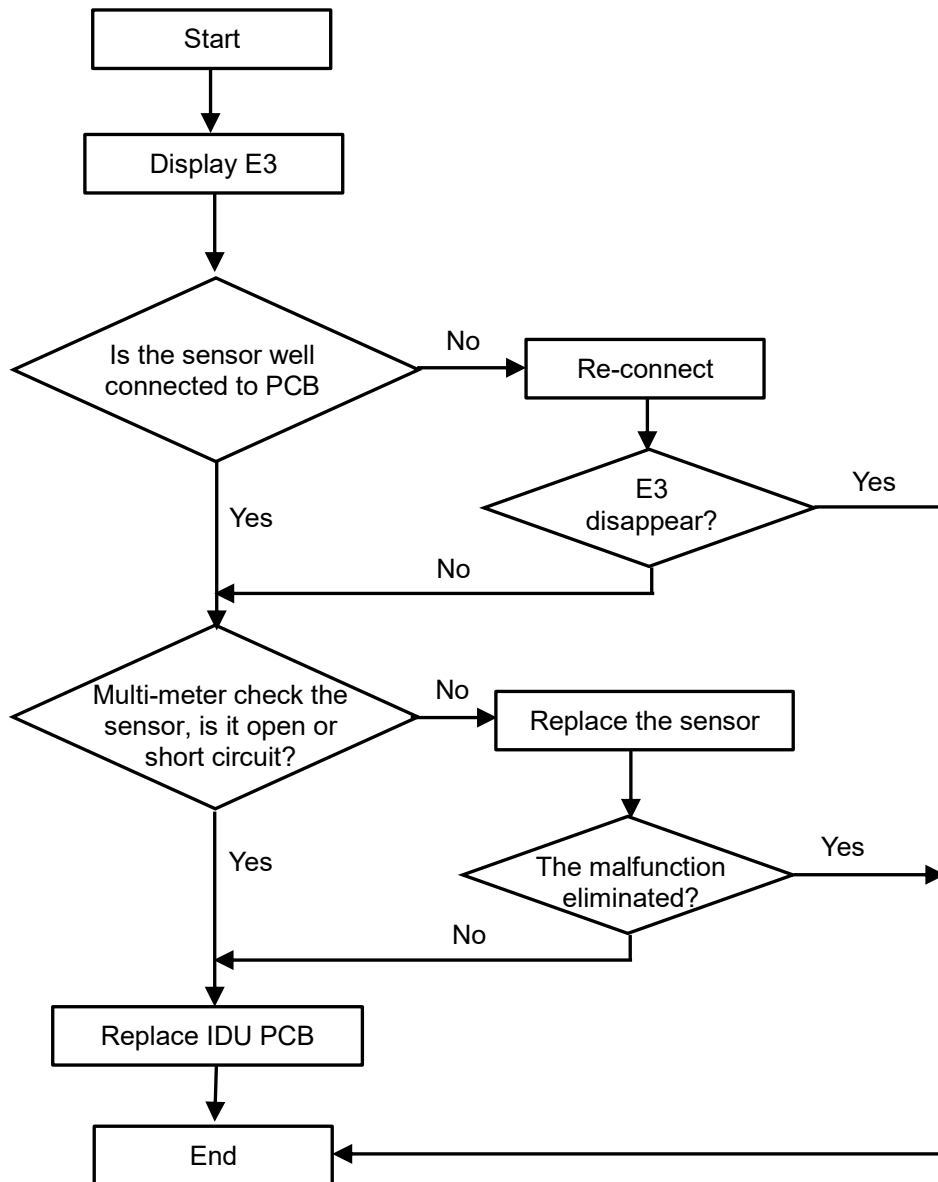 Start
Display E3
Is the sensor well
connected to PCB
No
Re-connect
E3
disappear?
Yes
Yes
No
Multi-meter check the
sensor, is it open or
short circuit?
No
Replace the sensor
Yes
The malfunction
eliminated?
Yes
No
Replace IDU PCB
End